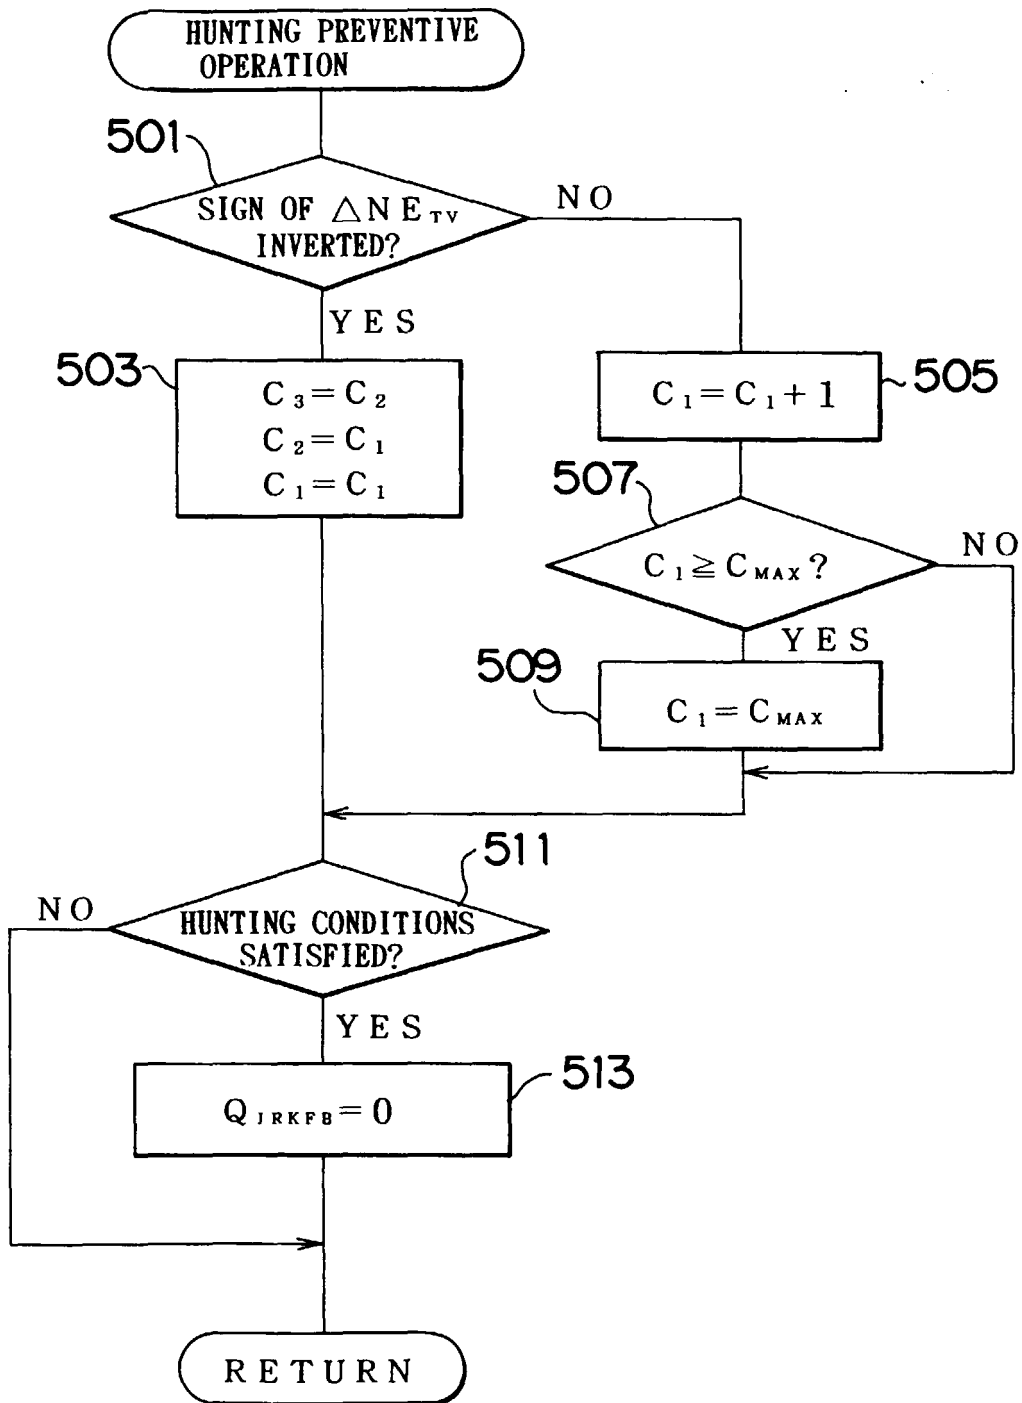 HUNTING PREVENTIVE
OPERATION
501
SIGN OF △NE_TV
INVERTED?
NO
YES
503
C₃=C₂
C₂=C₁
C₁=C₁
505
C₁=C₁+1
507
C₁≧C_MAX?
NO
YES
509
C₁=C_MAX
511
HUNTING CONDITIONS
SATISFIED?
NO
YES
513
Q_JRKFB=0
RETURN